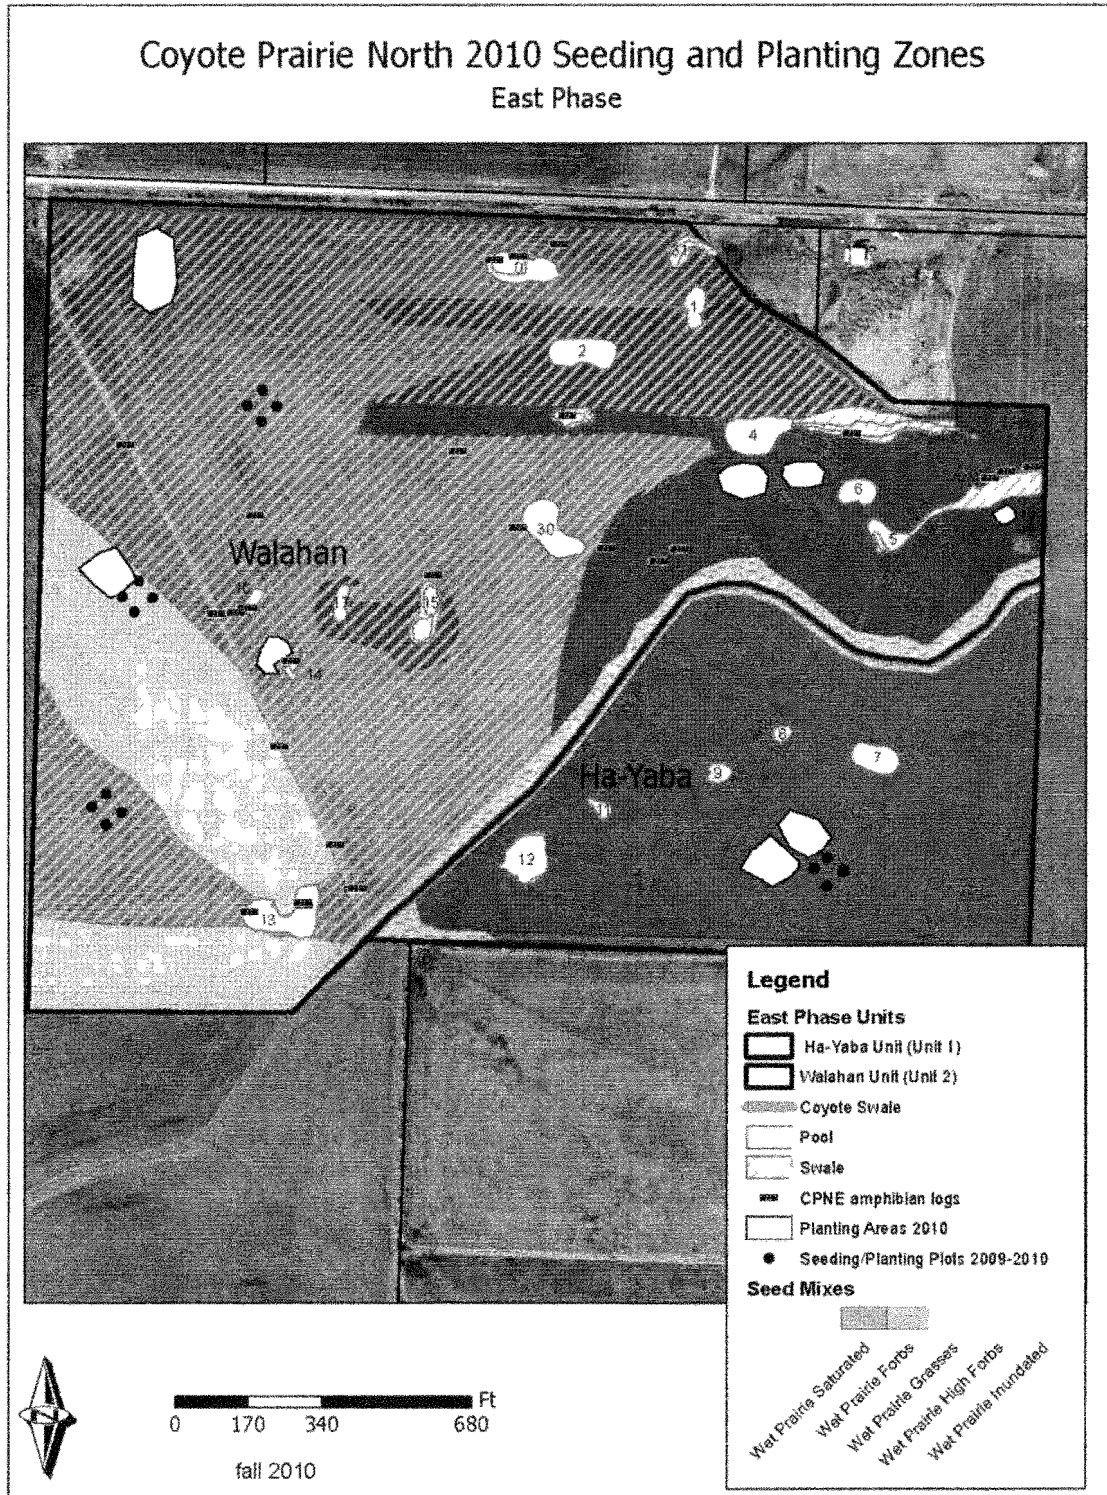 Coyote Prairie North 2010 Seeding and Planting Zones
East Phase
1
2
4
6
5
30
Walahan
17
15
14
8
7
9
Ha-Yaba
11
12
13
Legend
East Phase Units
Ha-Yaba Unit (Unit 1)
Walahan Unit (Unit 2)
Coyote Swale
Pool
Swale
CPNE amphibian logs
Planting Areas 2010
Seeding/Planting Plots 2009-2010
Seed Mixes
Wet Prairie Saturated
Wet Prairie Forbs
Wet Prairie Grasses
Wet Prairie High Forbs
Wet Prairie Inundated
N
Ft
0 170 340 680
fall 2010